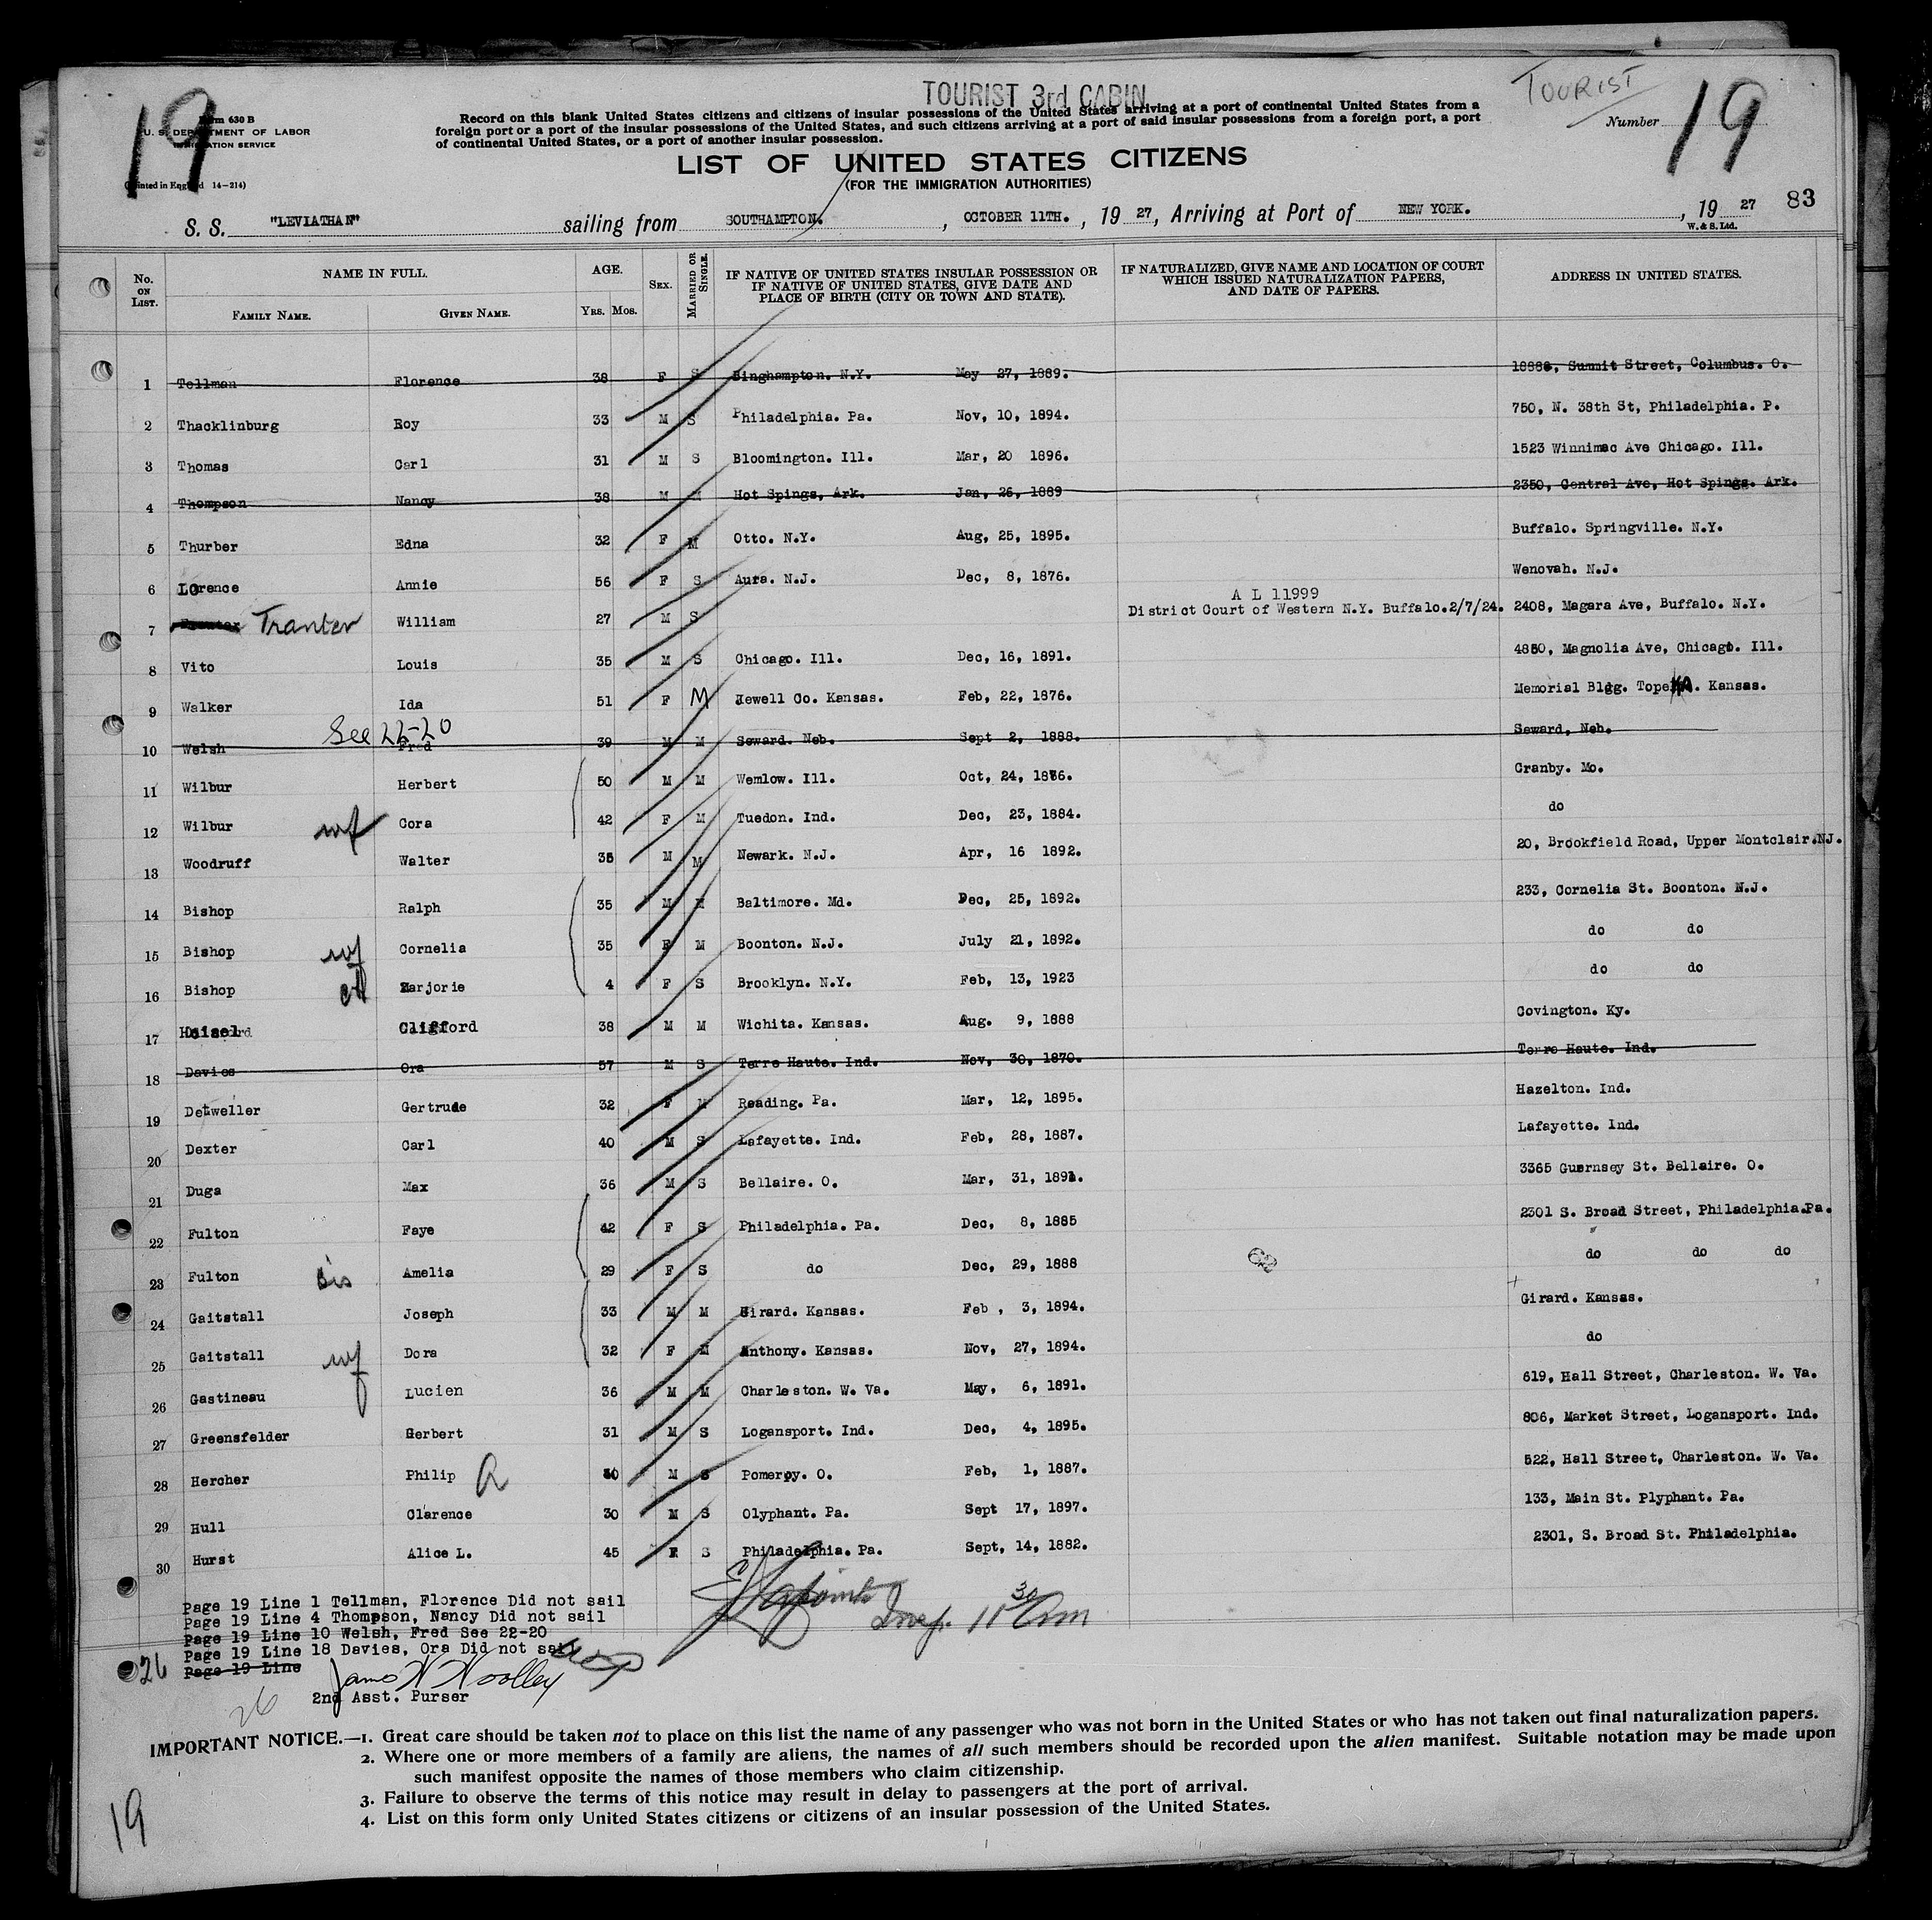 TOURIST 3rd CABIN
TOURIST
19
19
Form 630 B
U. S. DEPARTMENT OF LABOR
IMMIGRATION SERVICE
(Printed in England 14-214)
Record on this blank United States citizens and citizens of insular possessions of the United States arriving at a port of continental United States from a
foreign port or a port of the insular possessions of the United States, and such citizens arriving at a port of said insular possessions from a foreign port, a port
of continental United States, or a port of another insular possession.
Number
LIST OF UNITED STATES CITIZENS
(FOR THE IMMIGRATION AUTHORITIES)
83
S. S. "LEVIATHAN" sailing from SOUTHAMPTON. , OCTOBER 11TH. , 19 27, Arriving at Port of NEW YORK. , 19 27
W. & S. Ltd.
No. ON LIST. NAME IN FULL. FAMILY NAME. GIVEN NAME. AGE. YRS. MOS. SEX. MARRIED OR SINGLE. IF NATIVE OF UNITED STATES INSULAR POSSESSION OR IF NATIVE OF UNITED STATES, GIVE DATE AND PLACE OF BIRTH (CITY OR TOWN AND STATE). IF NATURALIZED, GIVE NAME AND LOCATION OF COURT WHICH ISSUED NATURALIZATION PAPERS, AND DATE OF PAPERS. ADDRESS IN UNITED STATES.
1 Tellman Florence 38 F S Binghampton. N.Y. May 27, 1889. Summit Street, Columbus. O.
2 Thacklinburg Roy 33 M S Philadelphia. Pa. Nov, 10, 1894. 750, N. 38th St, Philadelphia. P.
3 Thomas Carl 31 M S Bloomington. Ill. Mar, 20 1896. 1523 Winnimac Ave Chicago. Ill.
4 Thompson Nancy 38 M M Hot Spings, Ark. Jan, 26, 1889 2350, Central Ave, Hot Spings. Ark.
5 Thurber Edna 32 F M Otto. N.Y. Aug, 25, 1895. Buffalo. Springville. N.Y.
6 LOrence Annie 56 F S Aura. N.J. Dec, 8, 1876. Wenovah. N.J.
7 Tranter William 27 M S A L 11999 District Court of Western N.Y. Buffalo.2/7/24. 2408, Magara Ave, Buffalo. N.Y.
8 Vito Louis 35 M S Chicago. Ill. Dec, 16, 1891. 4850, Magnolia Ave, Chicago. Ill.
9 Walker Ida 51 F M Jewell Co. Kansas. Feb, 22, 1876. Memorial Bldg. Topeka. Kansas.
See 22-20
10 Welsh Fred 39 M M Seward. Neb. Sept 2, 1888. Seward, Neb.
11 Wilbur Herbert 50 M M Wemlow. Ill. Oct, 24, 1876. Granby. Mo.
12 Wilbur wf Cora 42 F M Tuedon. Ind. Dec, 23, 1884. do
13 Woodruff Walter 35 M M Newark. N.J. Apr, 16 1892. 20, Brookfield Road, Upper Montclair.NJ.
14 Bishop Ralph 35 M M Baltimore. Md. Dec, 25, 1892. 233, Cornelia St. Boonton. N.J.
15 Bishop wf Cornelia 35 F M Boonton. N.J. July 21, 1892. do do
16 Bishop ch Marjorie 4 F S Brooklyn. N.Y. Feb, 13, 1923 do do
17 Heisel Clifford 38 M M Wichita. Kansas. Aug. 9, 1888 Covington. Ky.
18 Davies Ora 57 M S Terre Haute. Ind. Nov, 30, 1870. Terre Haute. Ind.
19 Detweller Gertrude 32 F M Reading. Pa. Mar, 12, 1895. Hazelton. Ind.
20 Dexter Carl 40 M S Lafayette. Ind. Feb, 28, 1887. Lafayette. Ind.
21 Duga Max 36 M S Bellaire. O. Mar, 31, 1891. 3365 Guernsey St. Bellaire. O.
22 Fulton Faye 42 F S Philadelphia. Pa. Dec, 8, 1885 2301 S. Broad Street, Philadelphia.Pa.
23 Fulton sis Amelia 29 F S do Dec, 29, 1888 do do do
24 Gaitstall Joseph 33 M M Girard. Kansas. Feb , 3, 1894. Girard. Kansas.
25 Gaitstall wf Dora 32 F M Anthony. Kansas. Nov, 27, 1894. do
26 Gastineau Lucien 36 M M Charleston. W. Va. May, 6, 1891. 619, Hall Street, Charleston. W. Va.
27 Greensfelder Herbert 31 M S Logansport. Ind. Dec, 4, 1895. 806, Market Street, Logansport. Ind.
28 Hercher Philip 40 M S Pomeroy. O. Feb, 1, 1887. 522, Hall Street, Charleston. W. Va.
29 Hull Clarence 30 M S Olyphant. Pa. Sept 17, 1897. 133, Main St. Plyphant. Pa.
30 Hurst Alice L. 45 F S Philadelphia. Pa. Sept, 14, 1882. 2301, S. Broad St. Philadelphia.
Page 19 Line 1 Tellman, Florence Did not sail
Page 19 Line 4 Thompson, Nancy Did not sail
Page 19 Line 10 Welsh, Fred See 22-20
Page 19 Line 18 Davies, Ora Did not sail
Page 19 Line
Insp. 11 30 Am
26
James W Woolley
2nd Asst. Purser
26
IMPORTANT NOTICE.—1. Great care should be taken not to place on this list the name of any passenger who was not born in the United States or who has not taken out final naturalization papers.
2. Where one or more members of a family are aliens, the names of all such members should be recorded upon the alien manifest. Suitable notation may be made upon
such manifest opposite the names of those members who claim citizenship.
3. Failure to observe the terms of this notice may result in delay to passengers at the port of arrival.
4. List on this form only United States citizens or citizens of an insular possession of the United States.
19